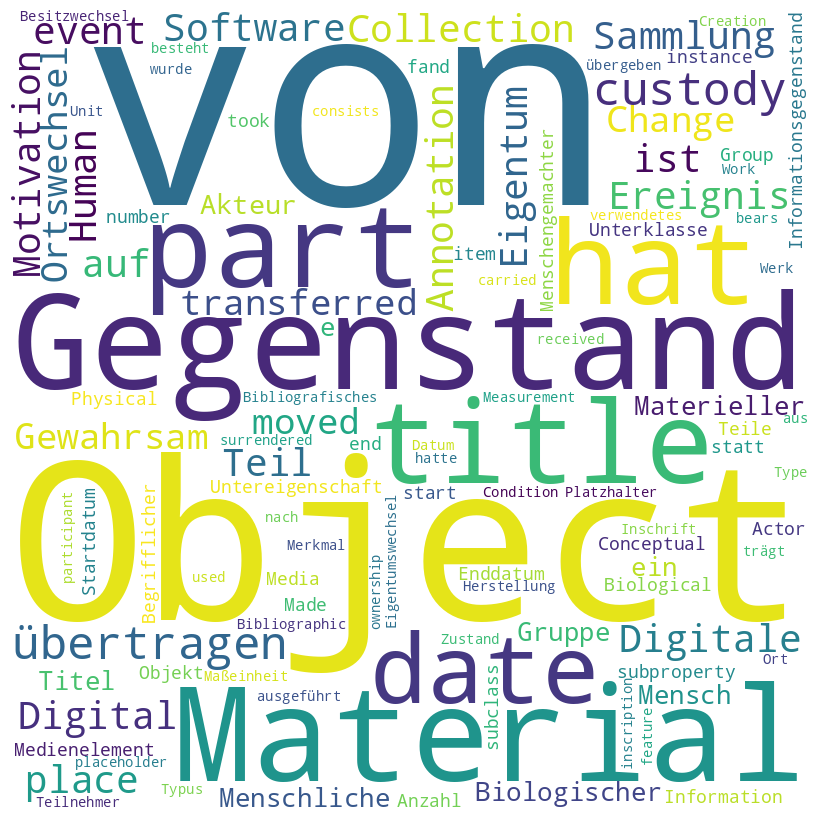 Besitzwechsel
event
Software
Collection
Sammlung
Creation
besteht
wurde
fand
übergeben
instance
Informationsgegenstand
Motivation
Ortswechsel
Human
Unit
took
consists
von
custody
Change
ist
Group
Work
Annotation
Eigentum
Menschengemachter
number
Akteur
Ereignis
verwendetes
bears
Unterklasse
auf
part
item
hat
Werk
carried
transferred
e
received
Gegenstand
Physical
Bibliografisches
Measurement
Materieller
aus
Gewahrsam
moved
surrendered
end
title
Datum
hatte
Teile
statt
Teil
Type
Untereigenschaft
start
Condition
Platzhalter
participant
Startdatum
Begrifflicher
nach
Merkmal
Object
Inschrift
Actor
Conceptual
trägt
used
Media
ownership
Eigentumswechsel
Enddatum
ein
Herstellung
Biological
Made
Bibliographic
übertragen
Zustand
Gruppe
Digitale
Ort
Titel
Objekt
Maßeinheit
date
subclass
subproperty
ausgeführt
inscription
feature
Mensch
Digital
Material
Medienelement
placeholder
place
Typus
Teilnehmer
Menschliche
Anzahl
Biologischer
Information